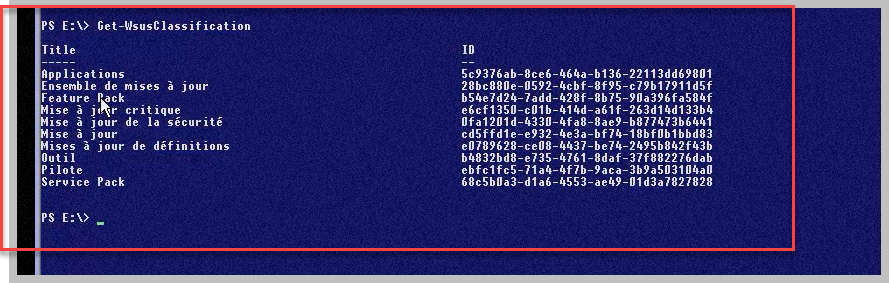 PS E:\> Get-WsusClassification
Title ID
----- --
Applications 5c9376ab-8ce6-464a-b136-22113dd69801
Ensemble de mises à jour 28bc880e-0592-4cbf-8f95-c79b17911d5f
Feature Pack b54e7d24-7add-428f-8b75-90a396fa584f
Mise à jour critique e6cf1350-c01b-414d-a61f-263d14d133b4
Mise à jour de la sécurité 0fa1201d-4330-4fa8-8ae9-b877473b6441
Mise à jour cd5ffd1e-e932-4e3a-bf74-18bf0b1bbd83
Mises à jour de définitions e0789628-ce08-4437-be74-2495b842f43b
Outil b4832bd8-e735-4761-8daf-37f882276dab
Pilote ebfc1fc5-71a4-4f7b-9aca-3b9a503104a0
Service Pack 68c5b0a3-d1a6-4553-ae49-01d3a7827828
PS E:\>